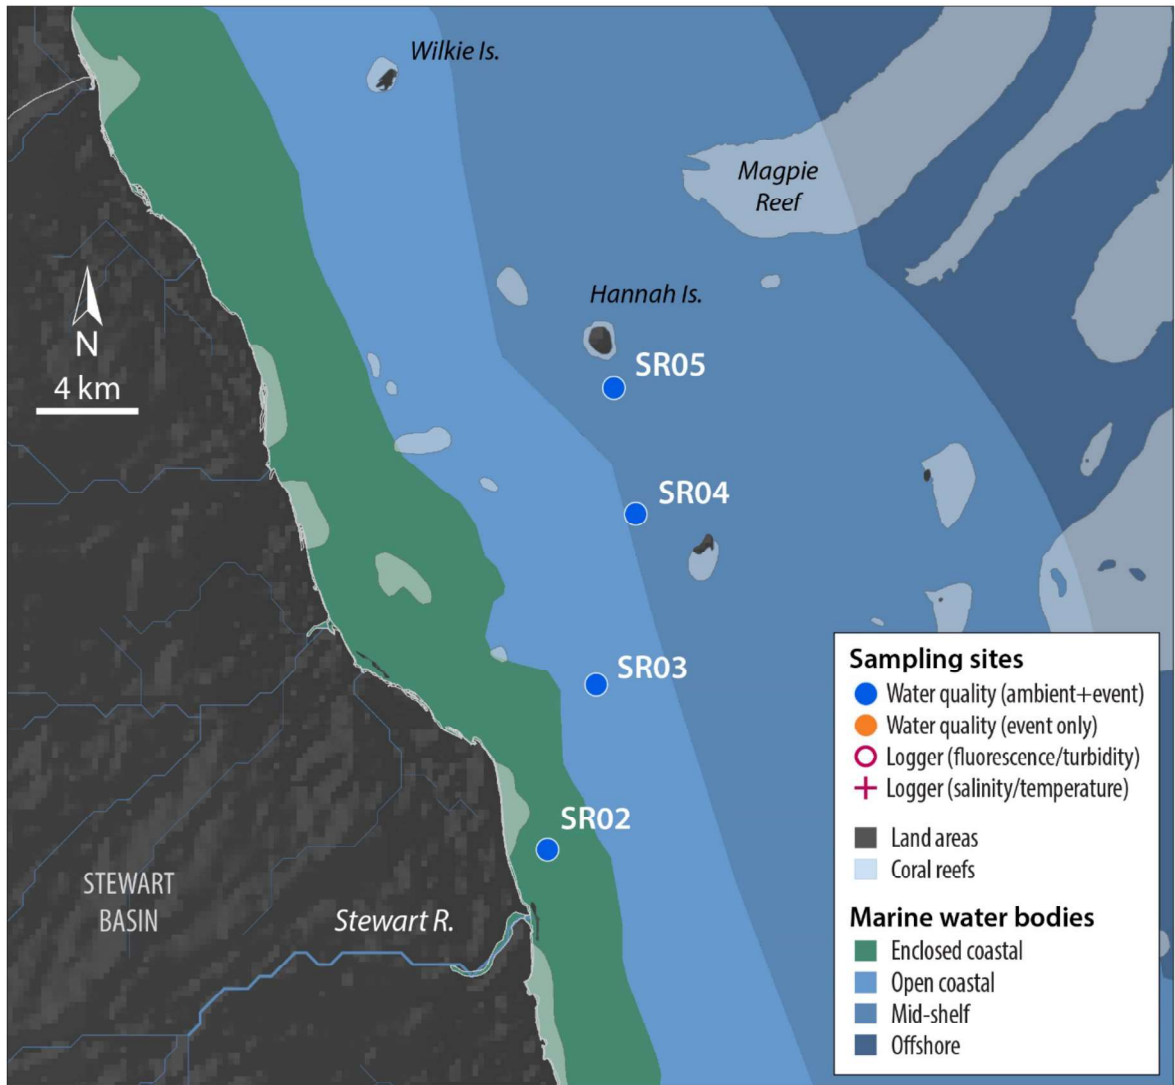 Wilkie Is.
Magpie
Reef
Hannah Is.
N
4 km
SR05
SR04
SR03
SR02
STEWART
BASIN
Stewart R.
Sampling sites
Water quality (ambient+event)
Water quality (event only)
Logger (fluorescence/turbidity)
Logger (salinity/temperature)
Land areas
Coral reefs
Marine water bodies
Enclosed coastal
Open coastal
Mid-shelf
Offshore